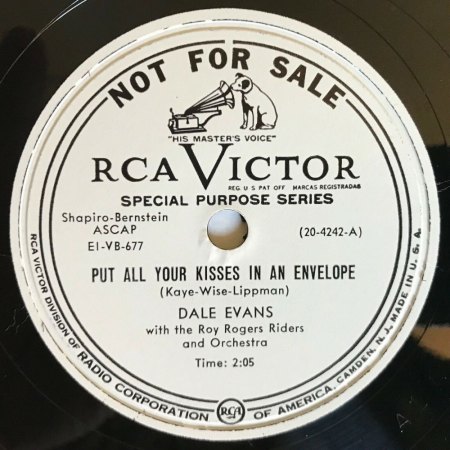 NOT FOR SALE
"HIS MASTER'S VOICE"
RCA VICTOR
REG. U S PAT OFF MARCAS REGISTRADAS
SPECIAL PURPOSE SERIES
Shapiro-Bernstein
ASCAP
EI-VB-677
(20-4242-A)
PUT ALL YOUR KISSES IN AN ENVELOPE
(Kaye-Wise-Lippman)
DALE EVANS
with the Roy Rogers Riders
and Orchestra
Time: 2:05
RCA VICTOR DIVISION OF RADIO CORPORATION OF AMERICA, CAMDEN, N. J. MADE IN U. S. A.
RCA
A